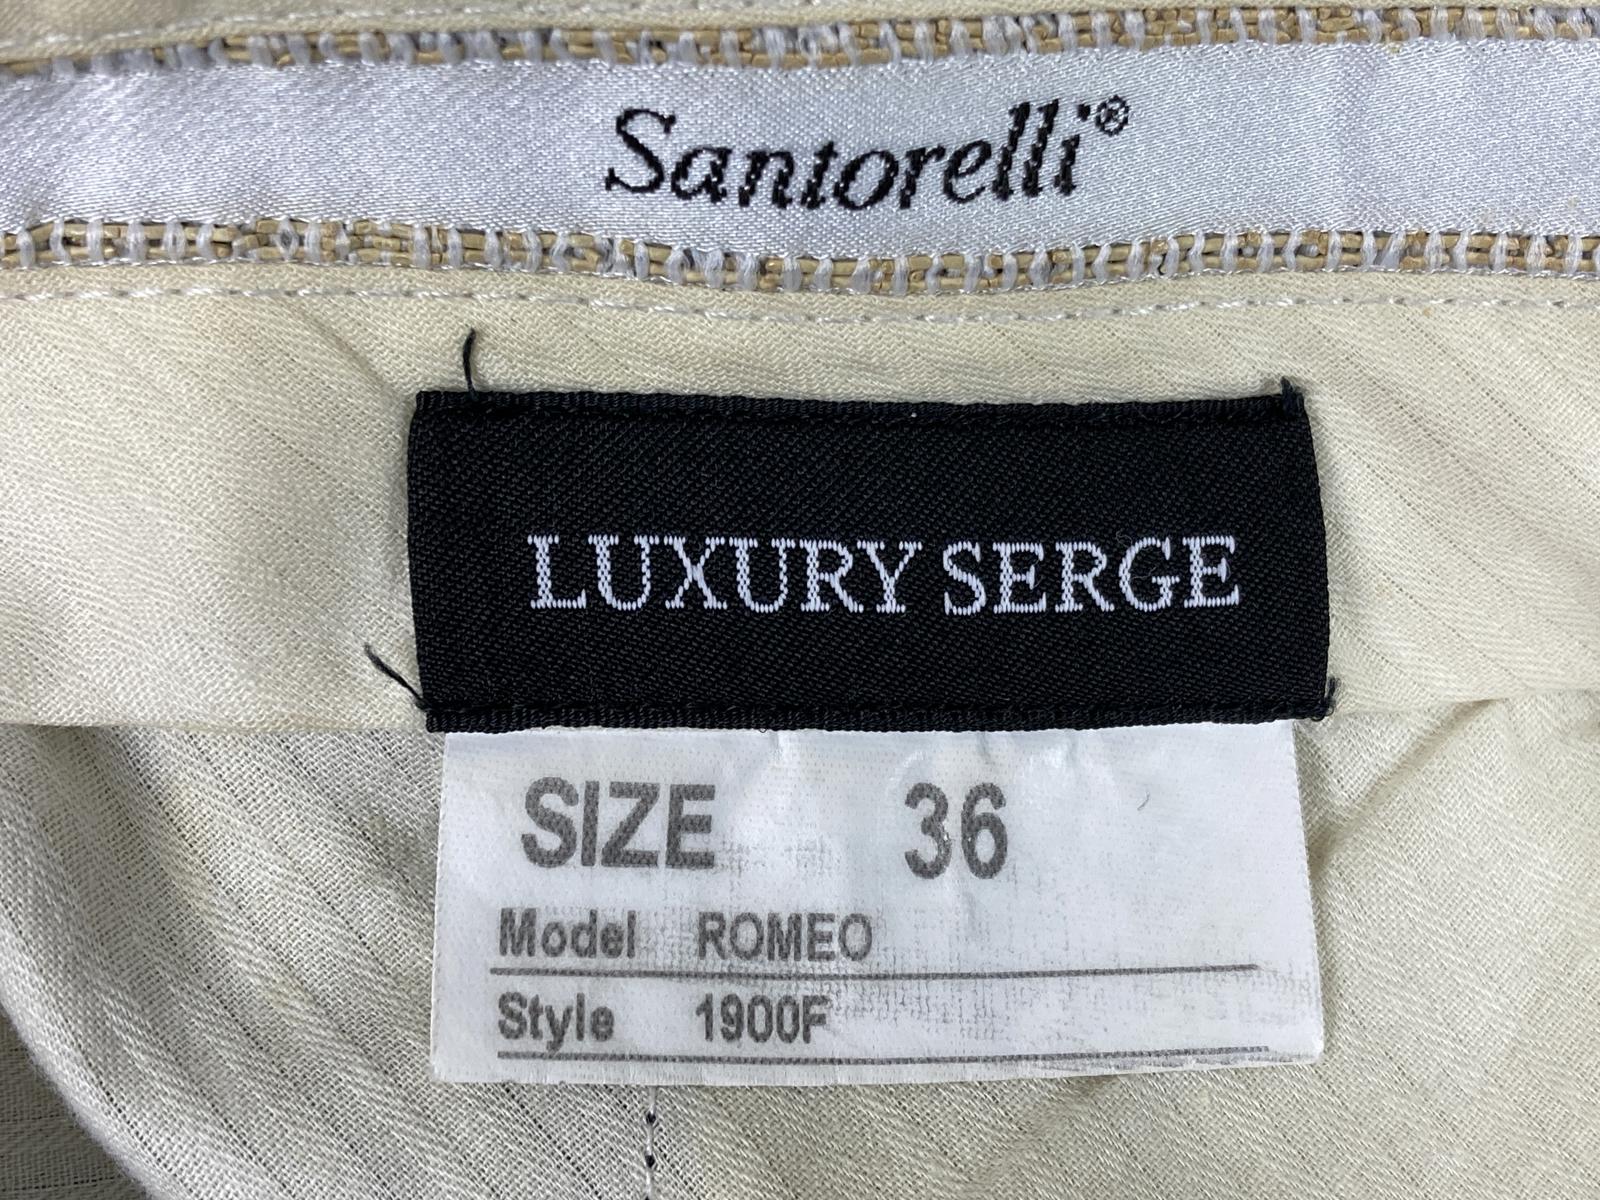 Santorelli®
LUXURY SERGE
SIZE 36
Model ROMEO
Style 1900F